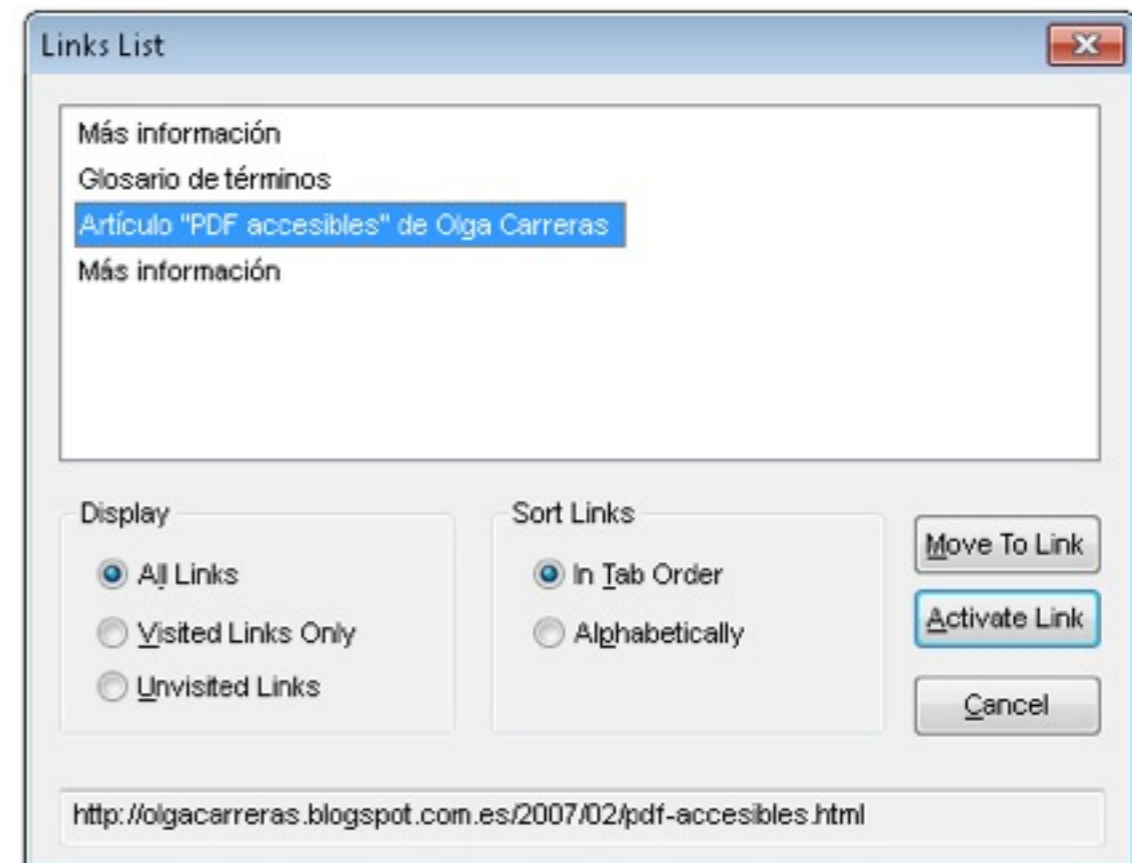 Links List
Más información
Glosario de términos
Artículo "PDF accesibles" de Olga Carreras
Más información
Display
All Links
Visited Links Only
Unvisited Links
Sort Links
In Tab Order
Alphabetically
Move To Link
Activate Link
Cancel
http://olgacarreras.blogspot.com.es/2007/02/pdf-accesibles.html